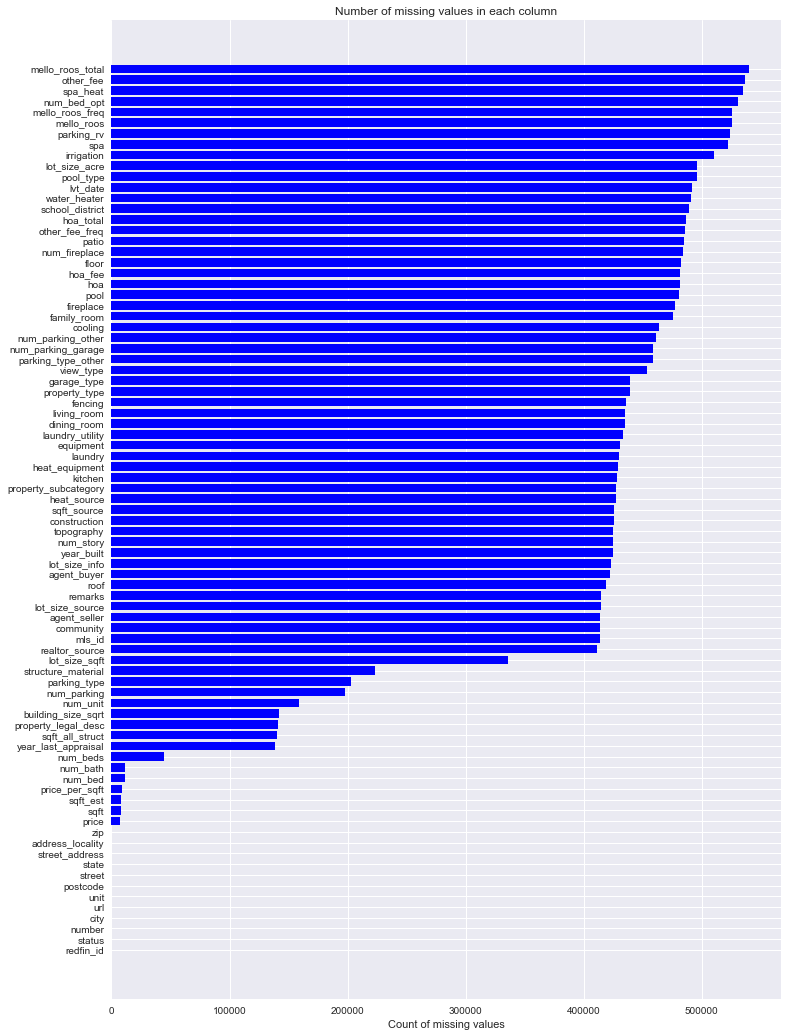 Number of missing values in each column
mello_roos_total
other_fee
spa_heat
num_bed_opt
mello_roos_freq
mello_roos
parking_rv
spa
irrigation
lot_size_acre
pool_type
lvt_date
water_heater
school_district
hoa_total
other_fee_freq
patio
num_fireplace
floor
hoa_fee
hoa
pool
fireplace
family_room
cooling
num_parking_other
num_parking_garage
parking_type_other
view_type
garage_type
property_type
fencing
living_room
dining_room
laundry_utility
equipment
laundry
heat_equipment
kitchen
property_subcategory
heat_source
sqft_source
construction
topography
num_story
year_built
lot_size_info
agent_buyer
roof
remarks
lot_size_source
agent_seller
community
mls_id
realtor_source
lot_size_sqft
structure_material
parking_type
num_parking
num_unit
building_size_sqrt
property_legal_desc
sqft_all_struct
year_last_appraisal
num_beds
num_bath
num_bed
price_per_sqft
sqft_est
sqft
price
zip
address_locality
street_address
state
street
postcode
unit
url
city
number
status
redfin_id
0 100000 200000 300000 400000 500000
Count of missing values